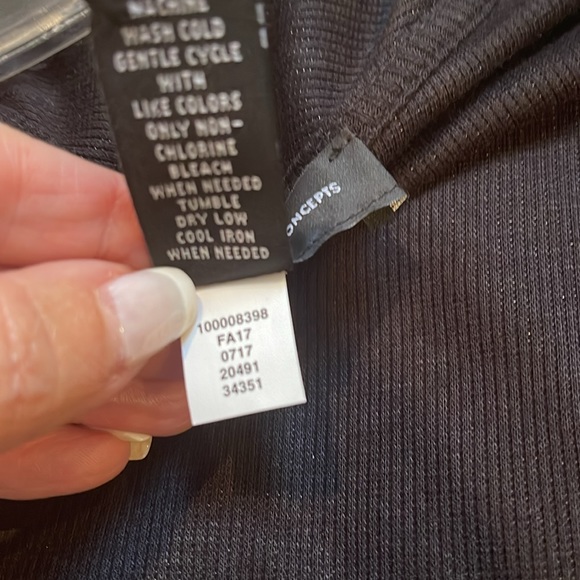 MACHINE
WASH COLD
GENTLE CYCLE
WITH
LIKE COLORS
ONLY NON-
CHLORINE
BLEACH
WHEN NEEDED
TUMBLE
DRY LOW
COOL IRON
WHEN NEEDED
ONCEPTS
100008398
FA17
0717
20491
34351